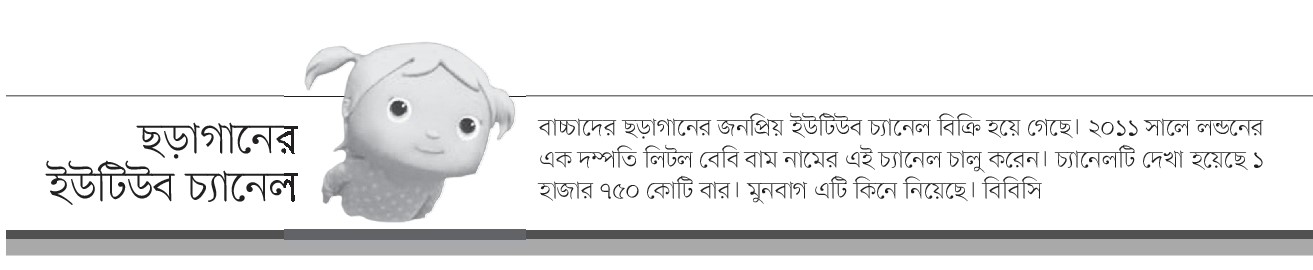 ছড়াগানের
ইউটিউব চ্যানেল
বাচ্চাদের ছড়াগানের জনপ্রিয় ইউটিউব চ্যানেল বিক্রি হয়ে গেছে। ২০১১ সালে লন্ডনের
এক দম্পতি লিটল বেবি বাম নামের এই চ্যানেল চালু করেন। চ্যানেলটি দেখা হয়েছে ১
হাজার ৭৫০ কোটি বার। মুনবাগ এটি কিনে নিয়েছে। বিবিসি